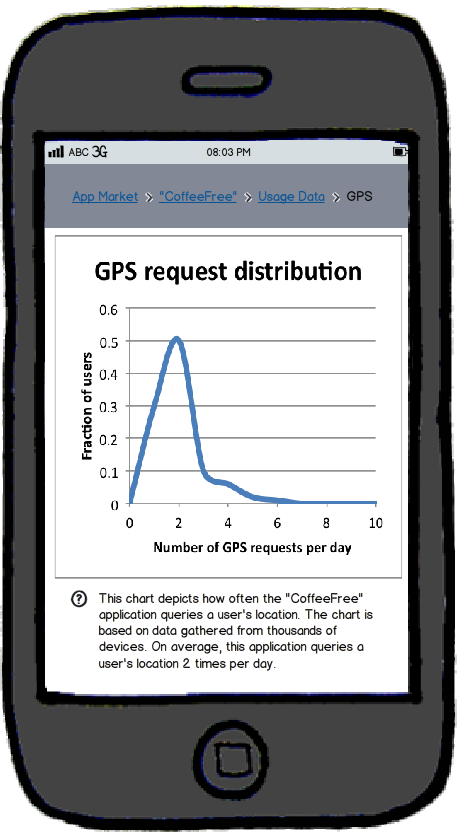 ABC 3G 08:03 PM
App Market » "CoffeeFree" » Usage Data » GPS
GPS request distribution
0.6
0.5
0.4
0.3
0.2
0.1
0
Fraction of users
0 2 4 6 8 10
Number of GPS requests per day
? This chart depicts how often the "CoffeeFree"
application queries a user's location. The chart is
based on data gathered from thousands of
devices. On average, this application queries a
user's location 2 times per day.